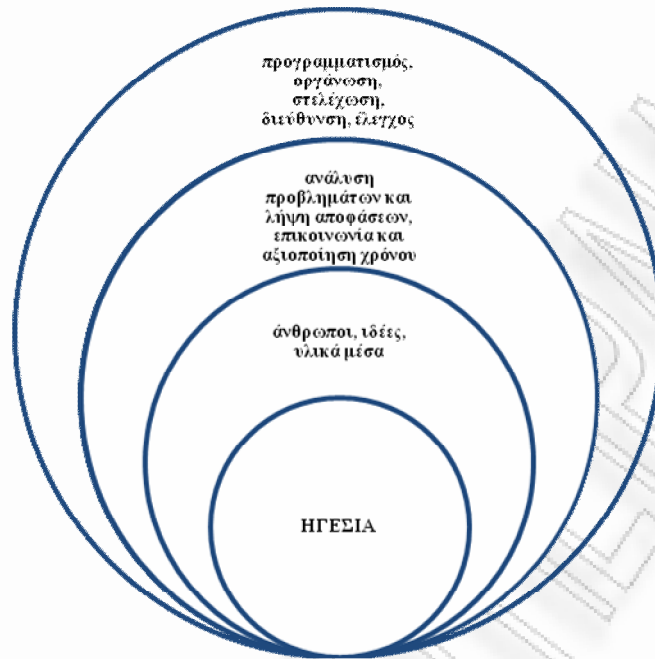 προγραμματισμός,
οργάνωση,
στελέχωση,
διεύθυνση, έλεγχος
ανάλυση
προβλημάτων και
λήψη αποφάσεων,
επικοινωνία και
αξιοποίηση χρόνου
άνθρωποι, ιδέες,
υλικά μέσα
ΗΓΕΣΙΑ